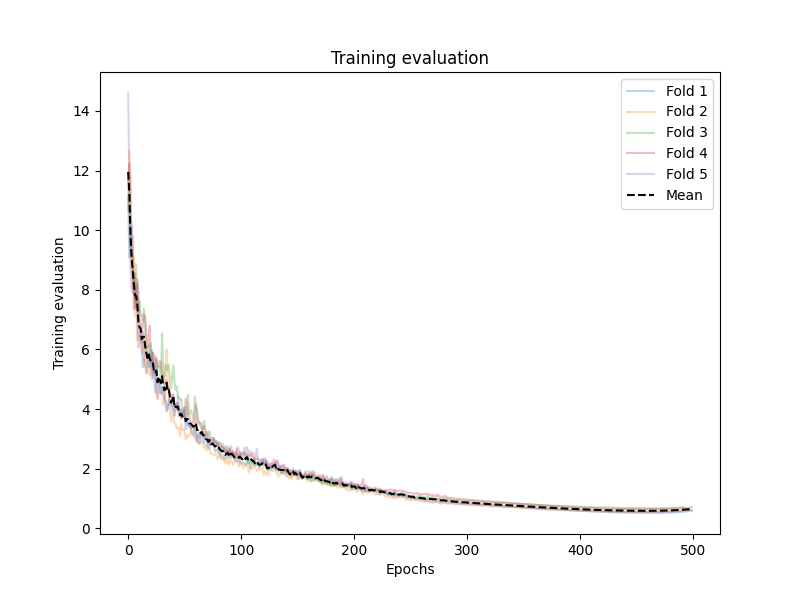 Training evaluation
Training evaluation
14
12
10
8
6
4
2
0
Fold 1
Fold 2
Fold 3
Fold 4
Fold 5
Mean
0
100
200
300
400
500
Epochs